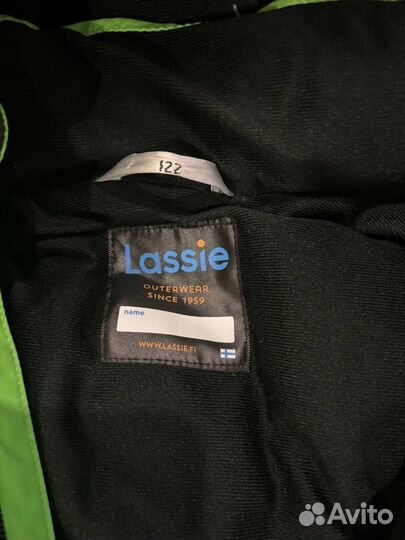 122
Lassie
OUTERWEAR
SINCE 1959
name
WWW.LASSIE.FI
Avito